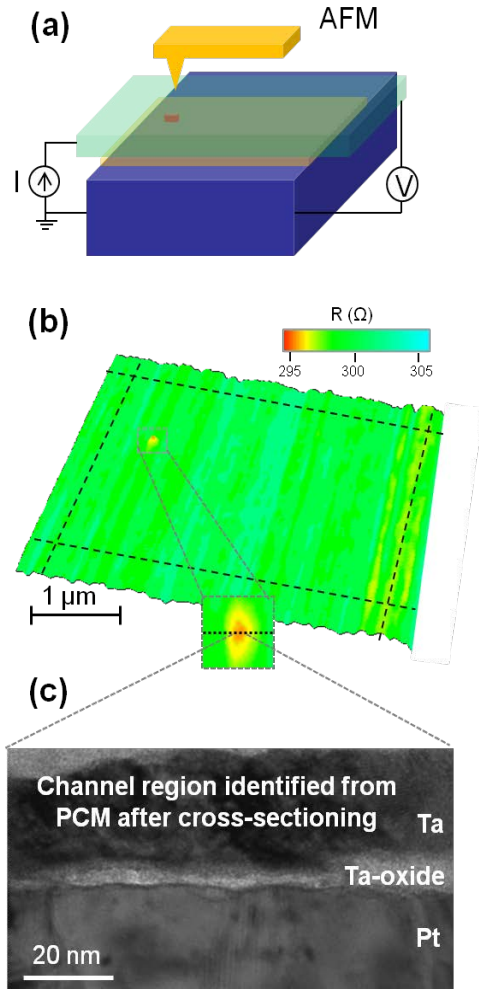 (a)
AFM
I
V
(b)
R (Ω)
295 300 305
1 μm
(c)
Channel region identified from
PCM after cross-sectioning
Ta
Ta-oxide
Pt
20 nm